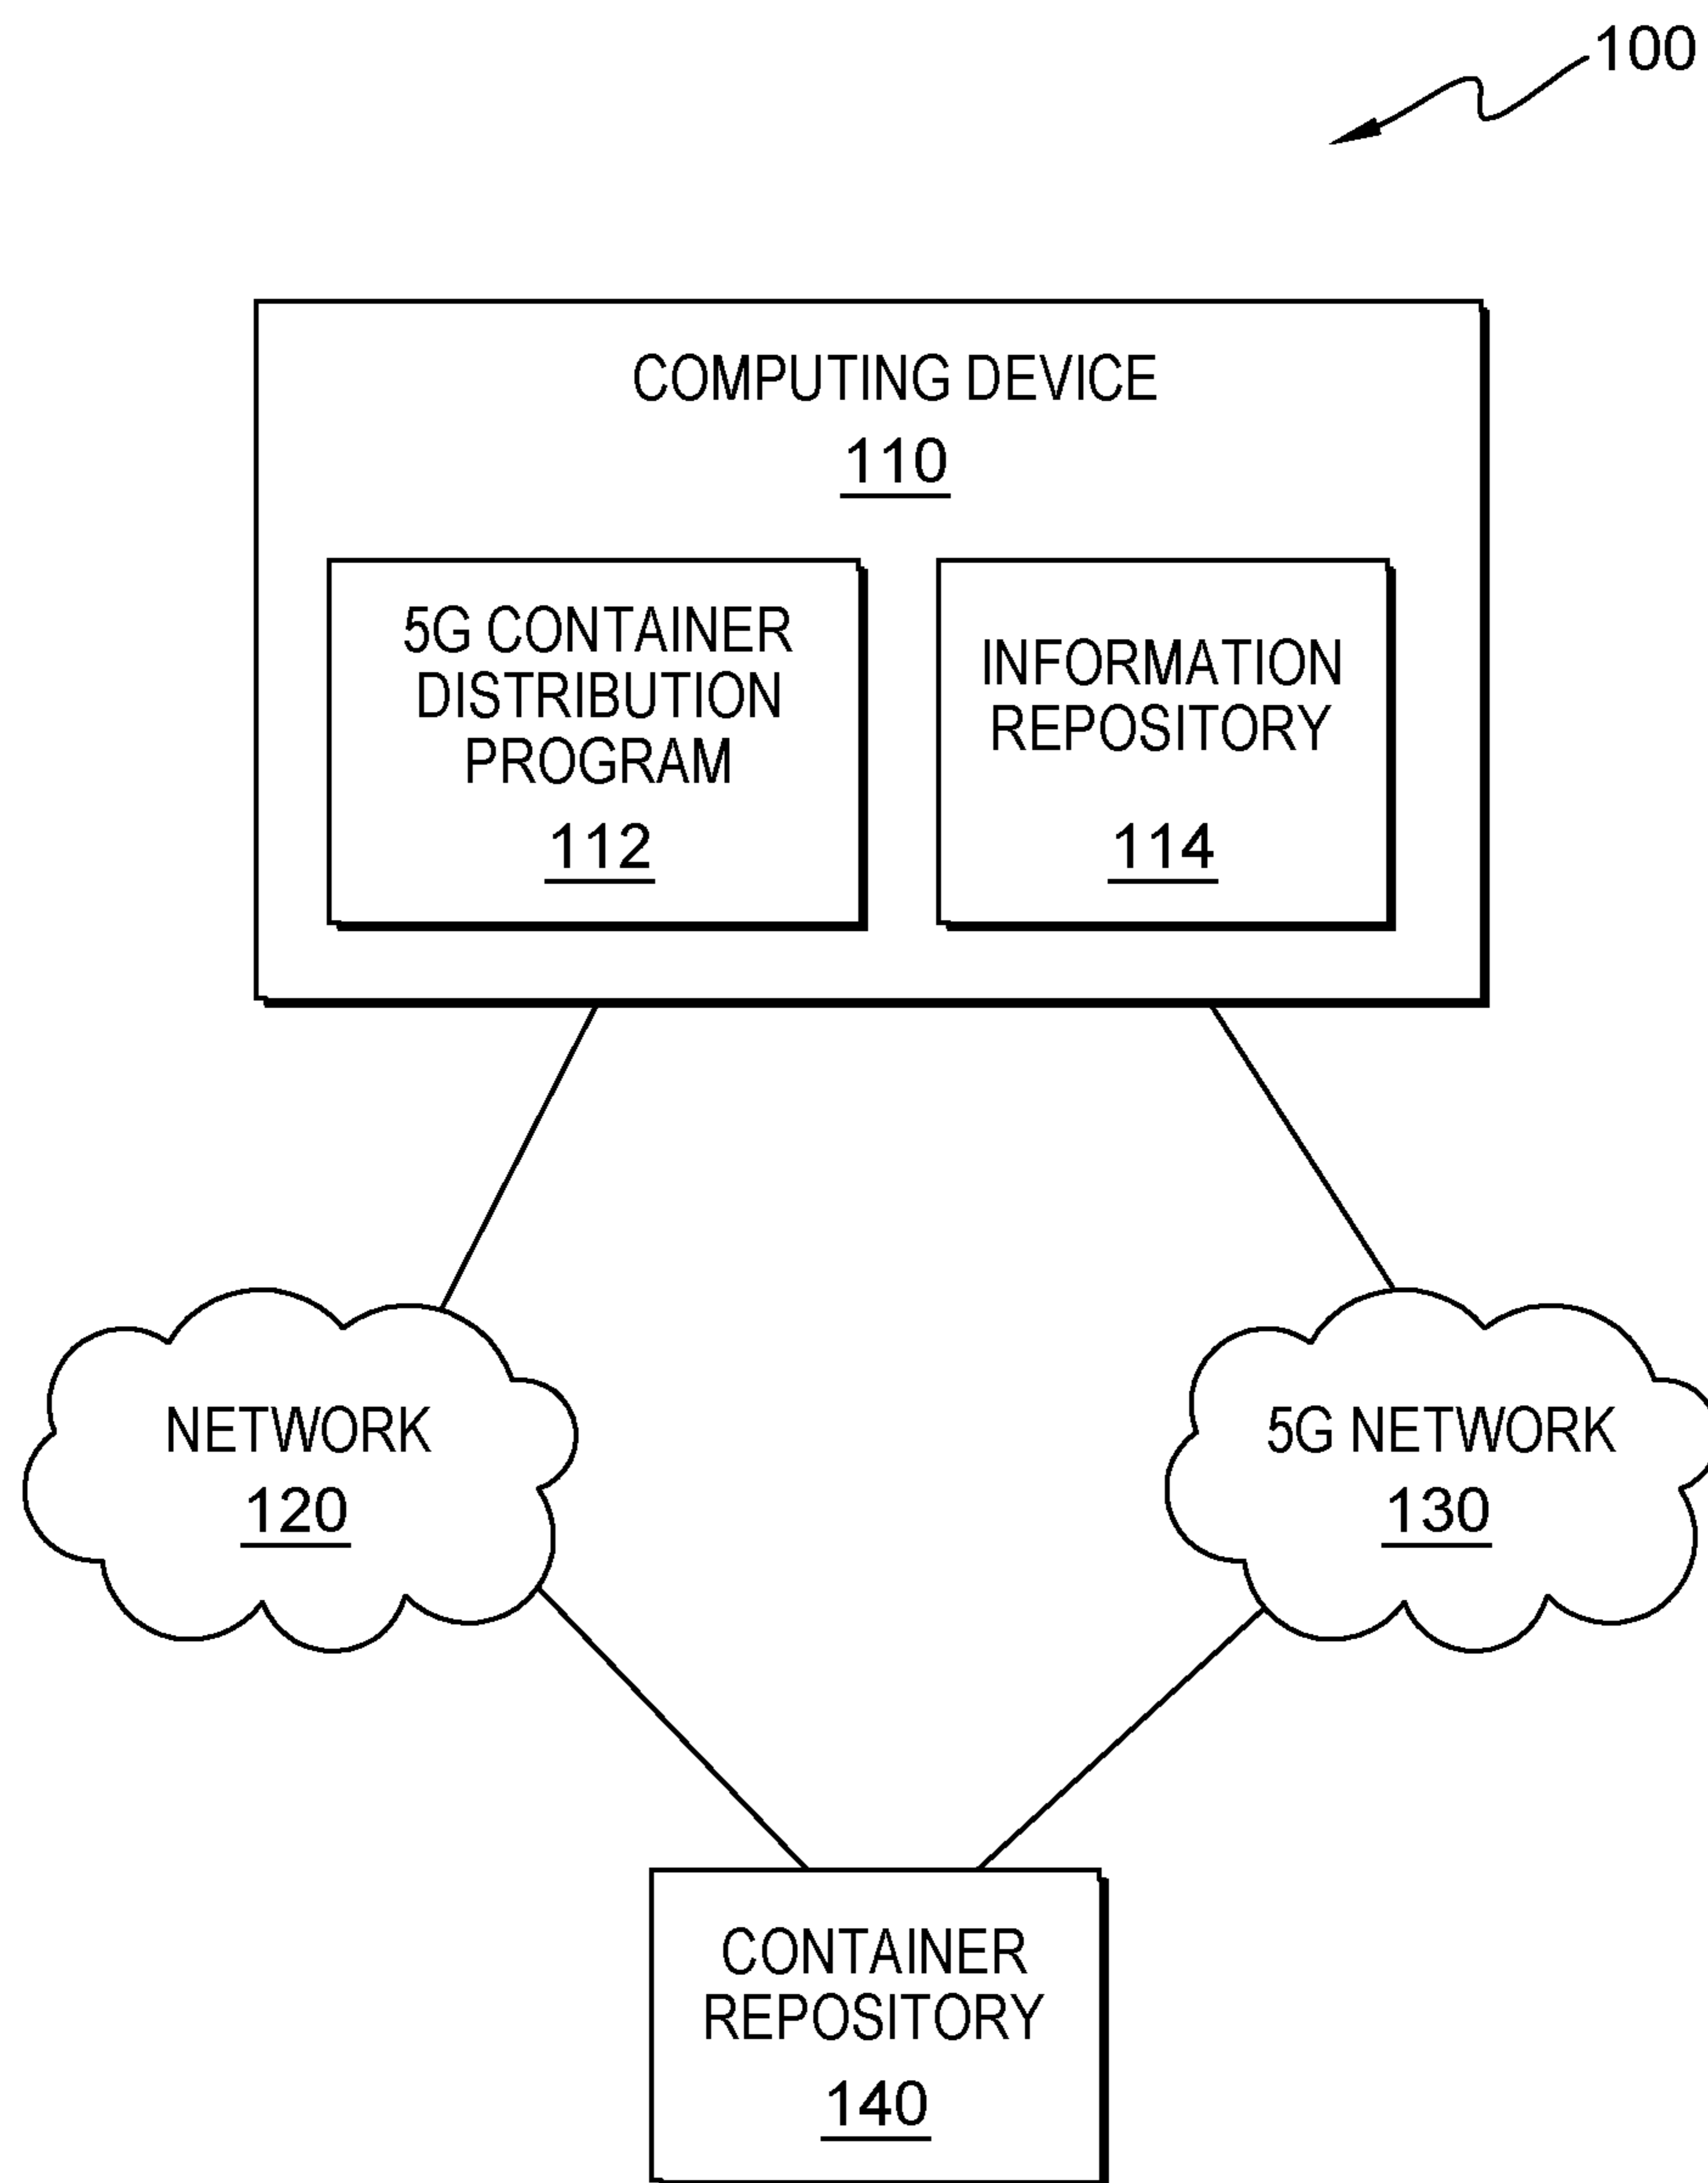 100
COMPUTING DEVICE
110
5G CONTAINER
DISTRIBUTION
PROGRAM
112
INFORMATION
REPOSITORY
114
NETWORK
120
5G NETWORK
130
CONTAINER
REPOSITORY
140